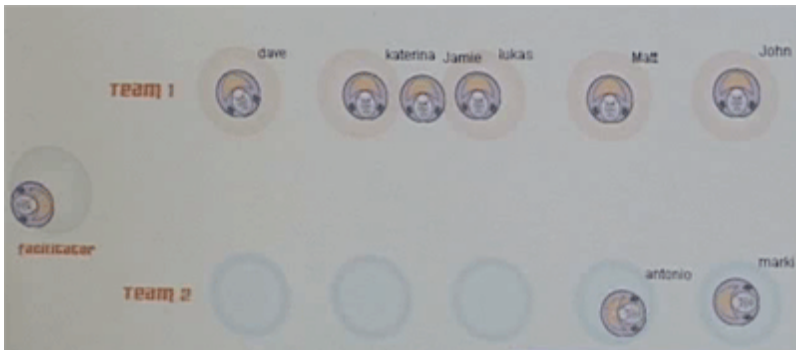 dave
katerina Jamie lukas
Matt
John
Team 1
facilitator
antonio
marki
Team 2